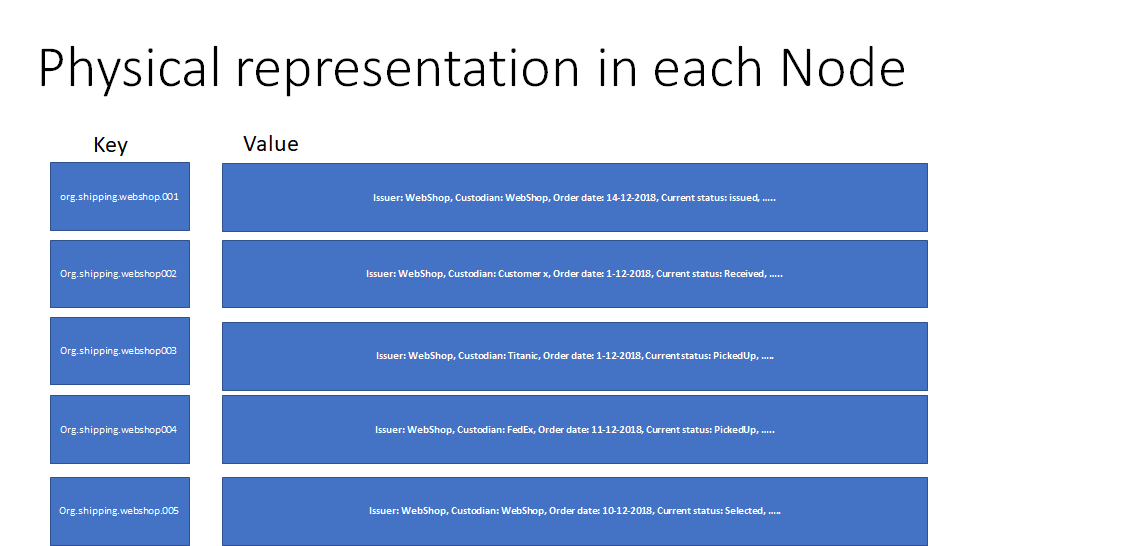 Physical representation in each Node
Key
Value
org.shipping.webshop.001
Issuer: WebShop, Custodian: WebShop, Order date: 14-12-2018, Current status: issued, .....
Org.shipping.webshop002
Issuer: WebShop, Custodian: Customer x, Order date: 1-12-2018, Current status: Received, .....
Org.shipping.webshop003
Issuer: WebShop, Custodian: Titanic, Order date: 1-12-2018, Current status: PickedUp, .....
Org.shipping.webshop004
Issuer: WebShop, Custodian: FedEx, Order date: 11-12-2018, Current status: PickedUp, .....
Org.shipping.webshop.005
Issuer: WebShop, Custodian: WebShop, Order date: 10-12-2018, Current status: Selected, .....